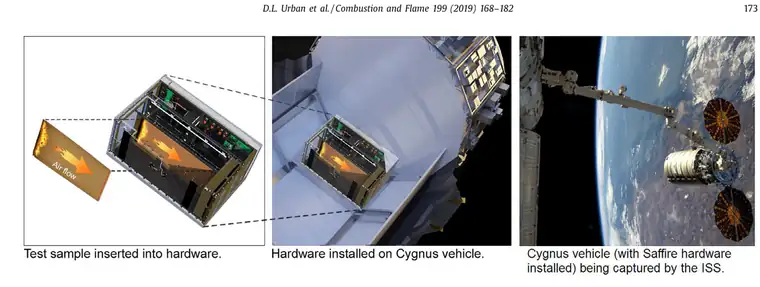 D.L. Urban et al. / Combustion and Flame 199 (2019) 168–182
173
Air flow
Test sample inserted into hardware.
Hardware installed on Cygnus vehicle.
Cygnus vehicle (with Saffire hardware
installed) being captured by the ISS.